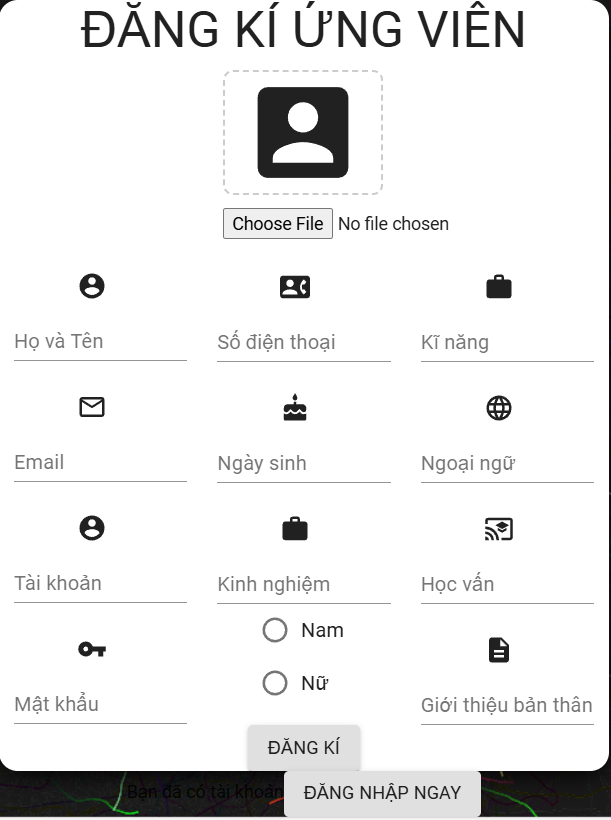 ĐĂNG KÍ ỨNG VIÊN
Choose File No file chosen
Họ và Tên
Số điện thoại
Kĩ năng
Email
Ngày sinh
Ngoại ngữ
Tài khoản
Kinh nghiệm
Học vấn
Nam
Nữ
Mật khẩu
Giới thiệu bản thân
ĐĂNG KÍ
Bạn đã có tài khoản ĐĂNG NHẬP NGAY